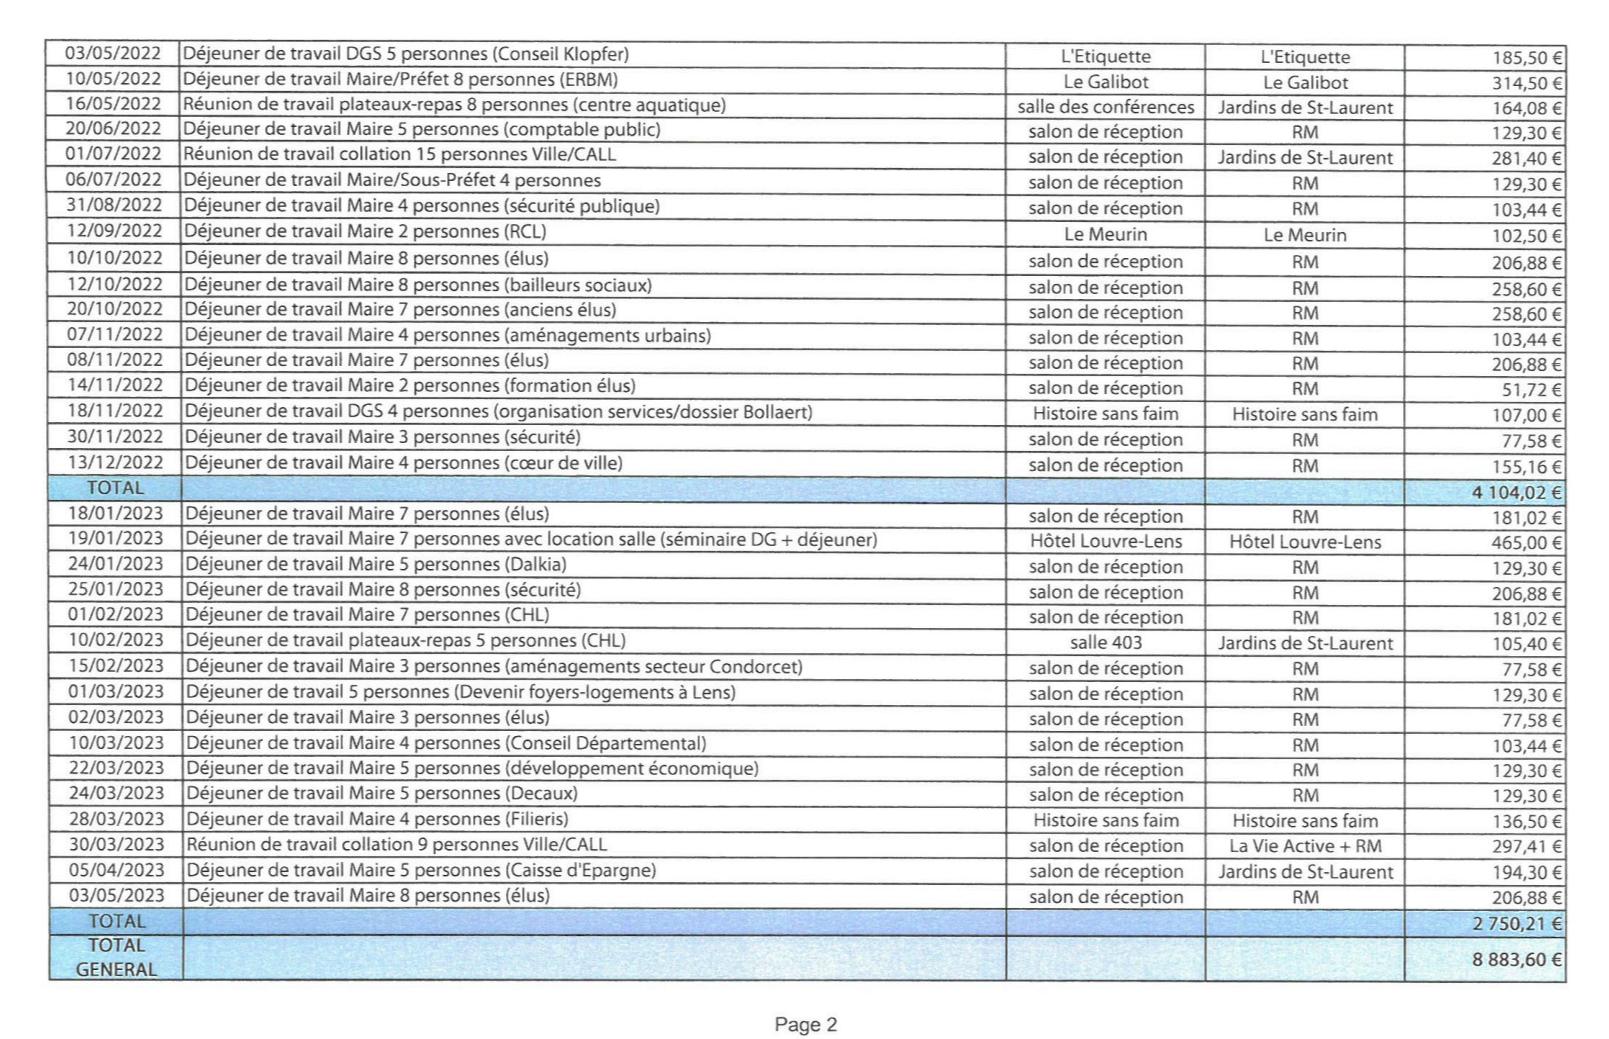 03/05/2022 Déjeuner de travail DGS 5 personnes (Conseil Klopfer) L'Etiquette L'Etiquette 185,50 €
10/05/2022 Déjeuner de travail Maire/Préfet 8 personnes (ERBM) Le Galibot Le Galibot 314,50 €
16/05/2022 Réunion de travail plateaux-repas 8 personnes (centre aquatique) salle des conférences Jardins de St-Laurent 164,08 €
20/06/2022 Déjeuner de travail Maire 5 personnes (comptable public) salon de réception RM 129,30 €
01/07/2022 Réunion de travail collation 15 personnes Ville/CALL salon de réception Jardins de St-Laurent 281,40 €
06/07/2022 Déjeuner de travail Maire/Sous-Préfet 4 personnes salon de réception RM 129,30 €
31/08/2022 Déjeuner de travail Maire 4 personnes (sécurité publique) salon de réception RM 103,44 €
12/09/2022 Déjeuner de travail Maire 2 personnes (RCL) Le Meurin Le Meurin 102,50 €
10/10/2022 Déjeuner de travail Maire 8 personnes (élus) salon de réception RM 206,88 €
12/10/2022 Déjeuner de travail Maire 8 personnes (bailleurs sociaux) salon de réception RM 258,60 €
20/10/2022 Déjeuner de travail Maire 7 personnes (anciens élus) salon de réception RM 258,60 €
07/11/2022 Déjeuner de travail Maire 4 personnes (aménagements urbains) salon de réception RM 103,44 €
08/11/2022 Déjeuner de travail Maire 7 personnes (élus) salon de réception RM 206,88 €
14/11/2022 Déjeuner de travail Maire 2 personnes (formation élus) salon de réception RM 51,72 €
18/11/2022 Déjeuner de travail DGS 4 personnes (organisation services/dossier Bollaert) Histoire sans faim Histoire sans faim 107,00 €
30/11/2022 Déjeuner de travail Maire 3 personnes (sécurité) salon de réception RM 77,58 €
13/12/2022 Déjeuner de travail Maire 4 personnes (cœur de ville) salon de réception RM 155,16 €
TOTAL 4 104,02 €
18/01/2023 Déjeuner de travail Maire 7 personnes (élus) salon de réception RM 181,02 €
19/01/2023 Déjeuner de travail Maire 7 personnes avec location salle (séminaire DG + déjeuner) Hôtel Louvre-Lens Hôtel Louvre-Lens 465,00 €
24/01/2023 Déjeuner de travail Maire 5 personnes (Dalkia) salon de réception RM 129,30 €
25/01/2023 Déjeuner de travail Maire 8 personnes (sécurité) salon de réception RM 206,88 €
01/02/2023 Déjeuner de travail Maire 7 personnes (CHL) salon de réception RM 181,02 €
10/02/2023 Déjeuner de travail plateaux-repas 5 personnes (CHL) salle 403 Jardins de St-Laurent 105,40 €
15/02/2023 Déjeuner de travail Maire 3 personnes (aménagements secteur Condorcet) salon de réception RM 77,58 €
01/03/2023 Déjeuner de travail 5 personnes (Devenir foyers-logements à Lens) salon de réception RM 129,30 €
02/03/2023 Déjeuner de travail Maire 3 personnes (élus) salon de réception RM 77,58 €
10/03/2023 Déjeuner de travail Maire 4 personnes (Conseil Départemental) salon de réception RM 103,44 €
22/03/2023 Déjeuner de travail Maire 5 personnes (développement économique) salon de réception RM 129,30 €
24/03/2023 Déjeuner de travail Maire 5 personnes (Decaux) salon de réception RM 129,30 €
28/03/2023 Déjeuner de travail Maire 4 personnes (Filieris) Histoire sans faim Histoire sans faim 136,50 €
30/03/2023 Réunion de travail collation 9 personnes Ville/CALL salon de réception La Vie Active + RM 297,41 €
05/04/2023 Déjeuner de travail Maire 5 personnes (Caisse d'Epargne) salon de réception Jardins de St-Laurent 194,30 €
03/05/2023 Déjeuner de travail Maire 8 personnes (élus) salon de réception RM 206,88 €
TOTAL 2 750,21 €
TOTAL
GENERAL 8 883,60 €
Page 2